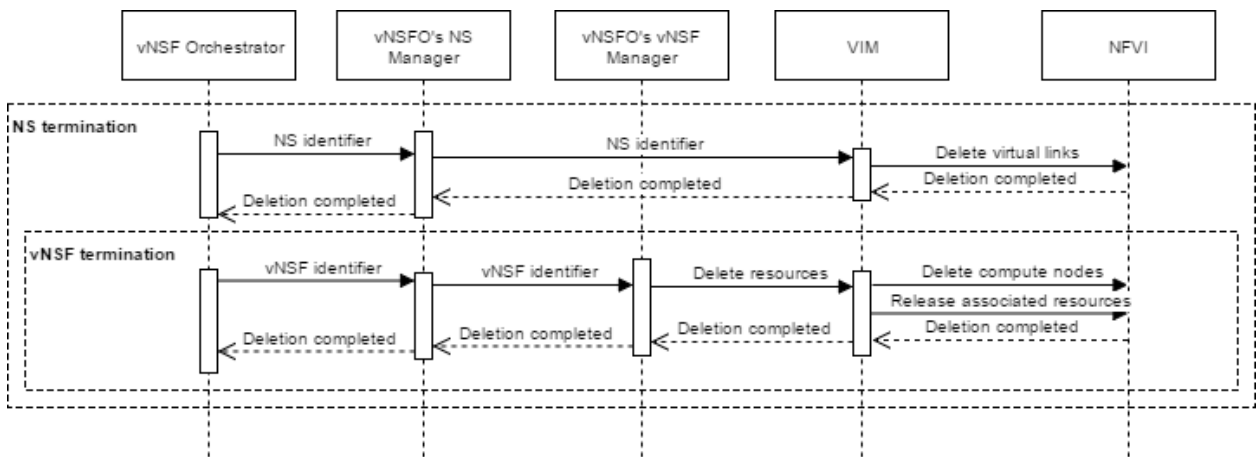 vNSF Orchestrator
vNSFO's NS
Manager
vNSFO's vNSF
Manager
VIM
NFVI
NS termination
NS identifier
NS identifier
Delete virtual links
Deletion completed
Deletion completed
Deletion completed
vNSF termination
vNSF identifier
vNSF identifier
Delete resources
Delete compute nodes
Release associated resources
Deletion completed
Deletion completed
Deletion completed
Deletion completed